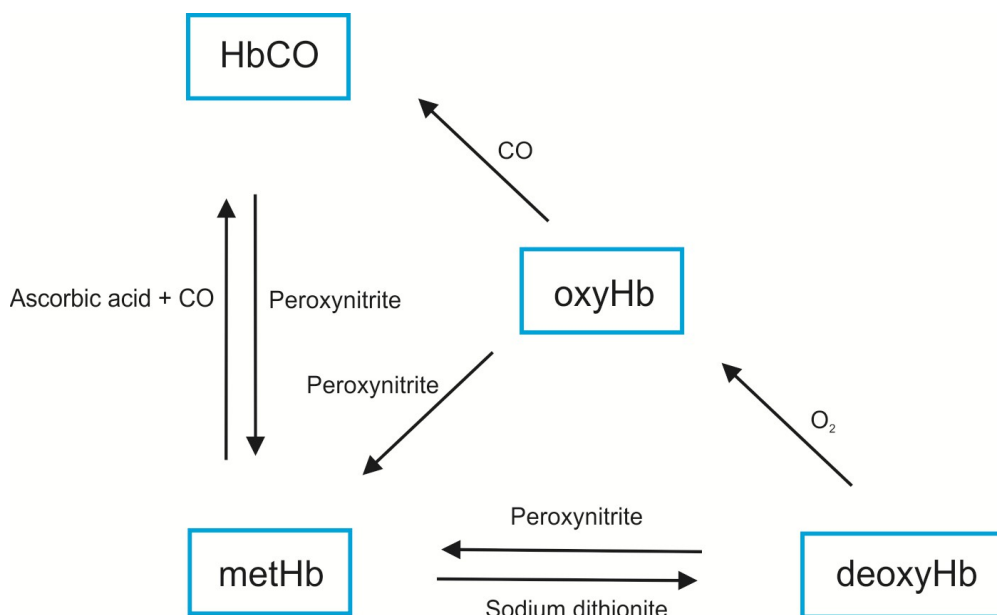 HbCO
CO
oxyHb
Ascorbic acid + CO
Peroxynitrite
Peroxynitrite
O₂
Peroxynitrite
metHb
deoxyHb
Sodium dithionite